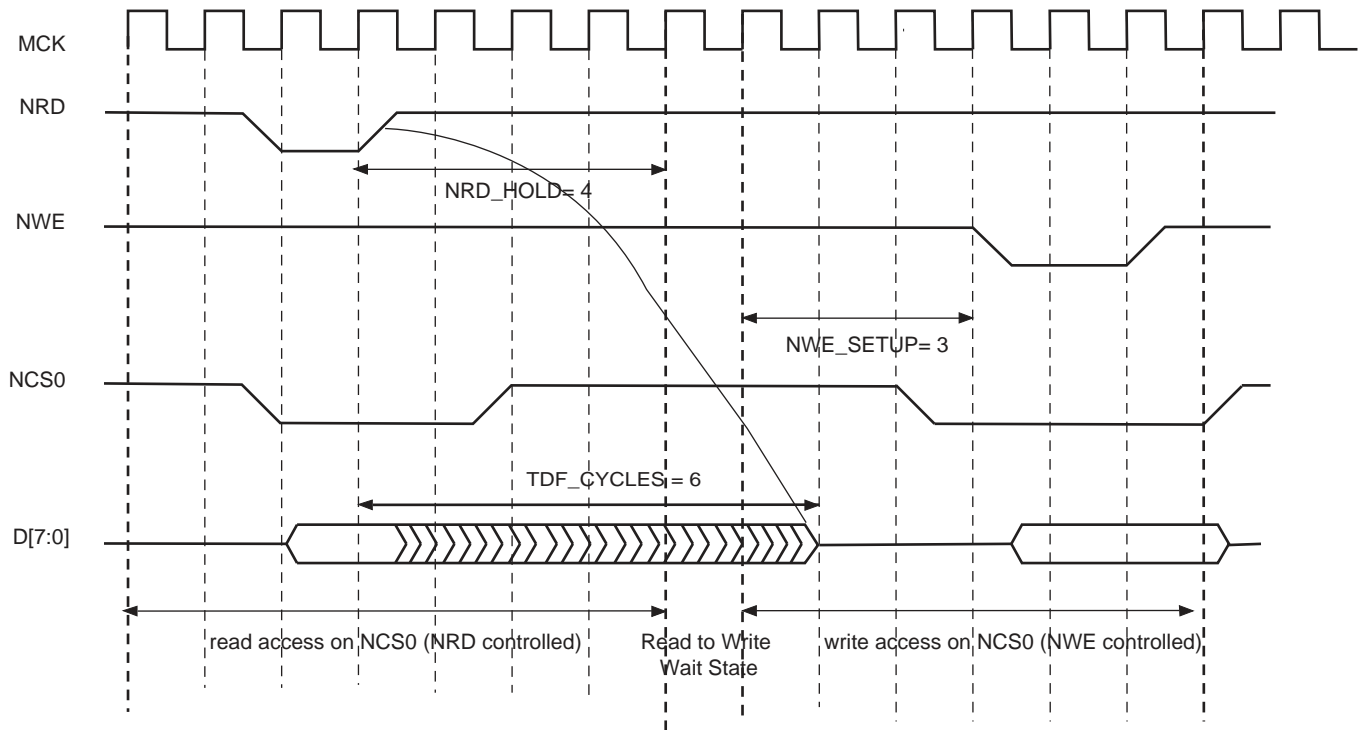 MCK
NRD
NRD_HOLD= 4
NWE
NWE_SETUP= 3
NCS0
TDF_CYCLES = 6
D[7:0]
read access on NCS0 (NRD controlled)
Read to Write
Wait State
write access on NCS0 (NWE controlled)